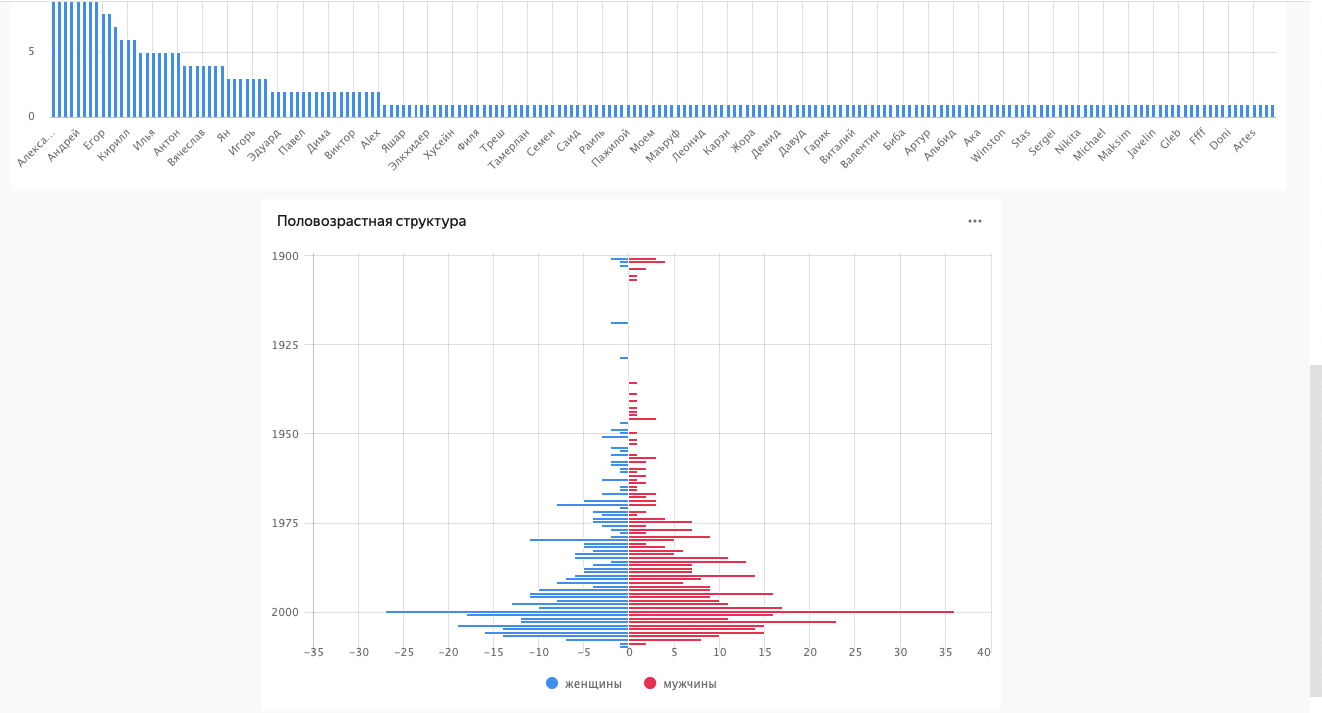 5
0
Алекса...
Андрей
Егор
Кирилл
Илья
Антон
Вячеслав
Ян
Игорь
Эдуард
Павел
Дима
Виктор
Alex
Яшар
Элкхидер
Хусейн
Филя
Треш
Тамерлан
Семен
Саид
Раиль
Пажилой
Моем
Маъруф
Леонид
Карэн
Жора
Демид
Давуд
Гарик
Виталий
Валентин
Биба
Артур
Альбид
Ака
Winston
Stas
Sergei
Nikita
Michael
Maksim
Javelin
Gleb
Ffff
Doni
Artes
Половозрастная структура
1900
1925
1950
1975
2000
−35 −30 −25 −20 −15 −10 −5 0 5 10 15 20 25 30 35 40
женщины мужчины